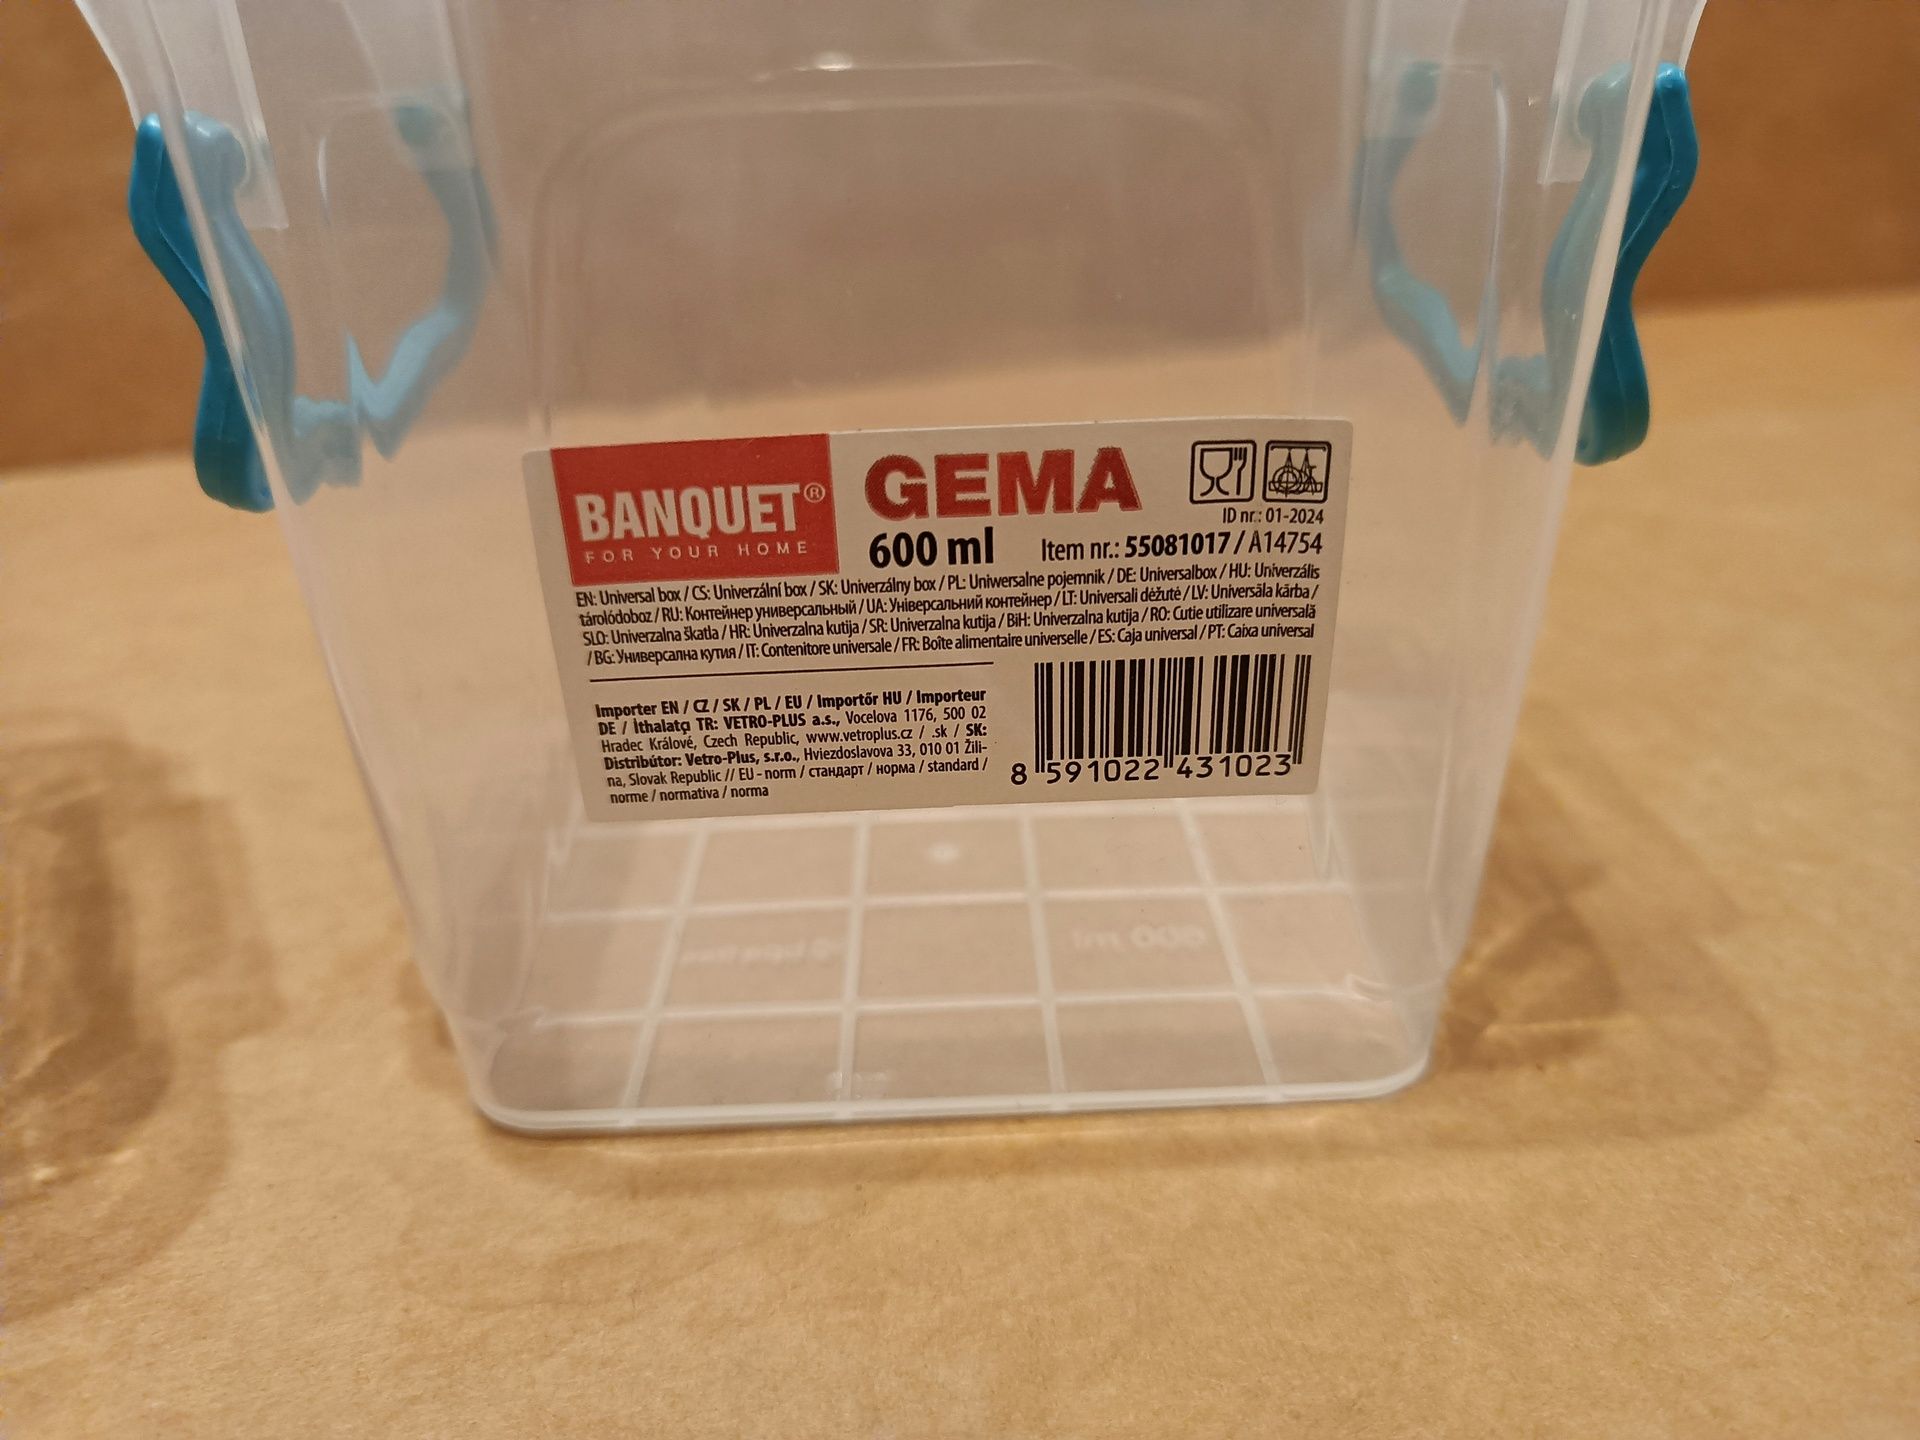 BANQUET®
FOR YOUR HOME
GEMA
600 ml
ID nr.: 01-2024
Item nr.: 55081017 / A14754
EN: Universal box / CS: Univerzální box / SK: Univerzálny box / PL: Uniwersalne pojemnik / DE: Universalbox / HU: Univerzális
tárolódoboz / RU: Контейнер универсальный / UA: Універсальний контейнер / LT: Universali dėžutė / LV: Universāla kārba /
SLO: Univerzalna škatla / HR: Univerzalna kutija / SR: Univerzalna kutija / BiH: Univerzalna kutija / RO: Cutie utilizare universală
/ BG: Универсална кутия / IT: Contenitore universale / FR: Boîte alimentaire universelle / ES: Caja universal / PT: Caixa universal
Importer EN / CZ / SK / PL / EU / Importőr HU / Importeur
DE / İthalatçı TR: VETRO-PLUS a.s., Vocelova 1176, 500 02
Hradec Králové, Czech Republic, www.vetroplus.cz / .sk / SK:
Distribútor: Vetro-Plus, s.r.o., Hviezdoslavova 33, 010 01 Žili-
na, Slovak Republic // EU - norm / стандарт / норма / standard /
norme / normativa / norma
8 591022 431023
600 ml